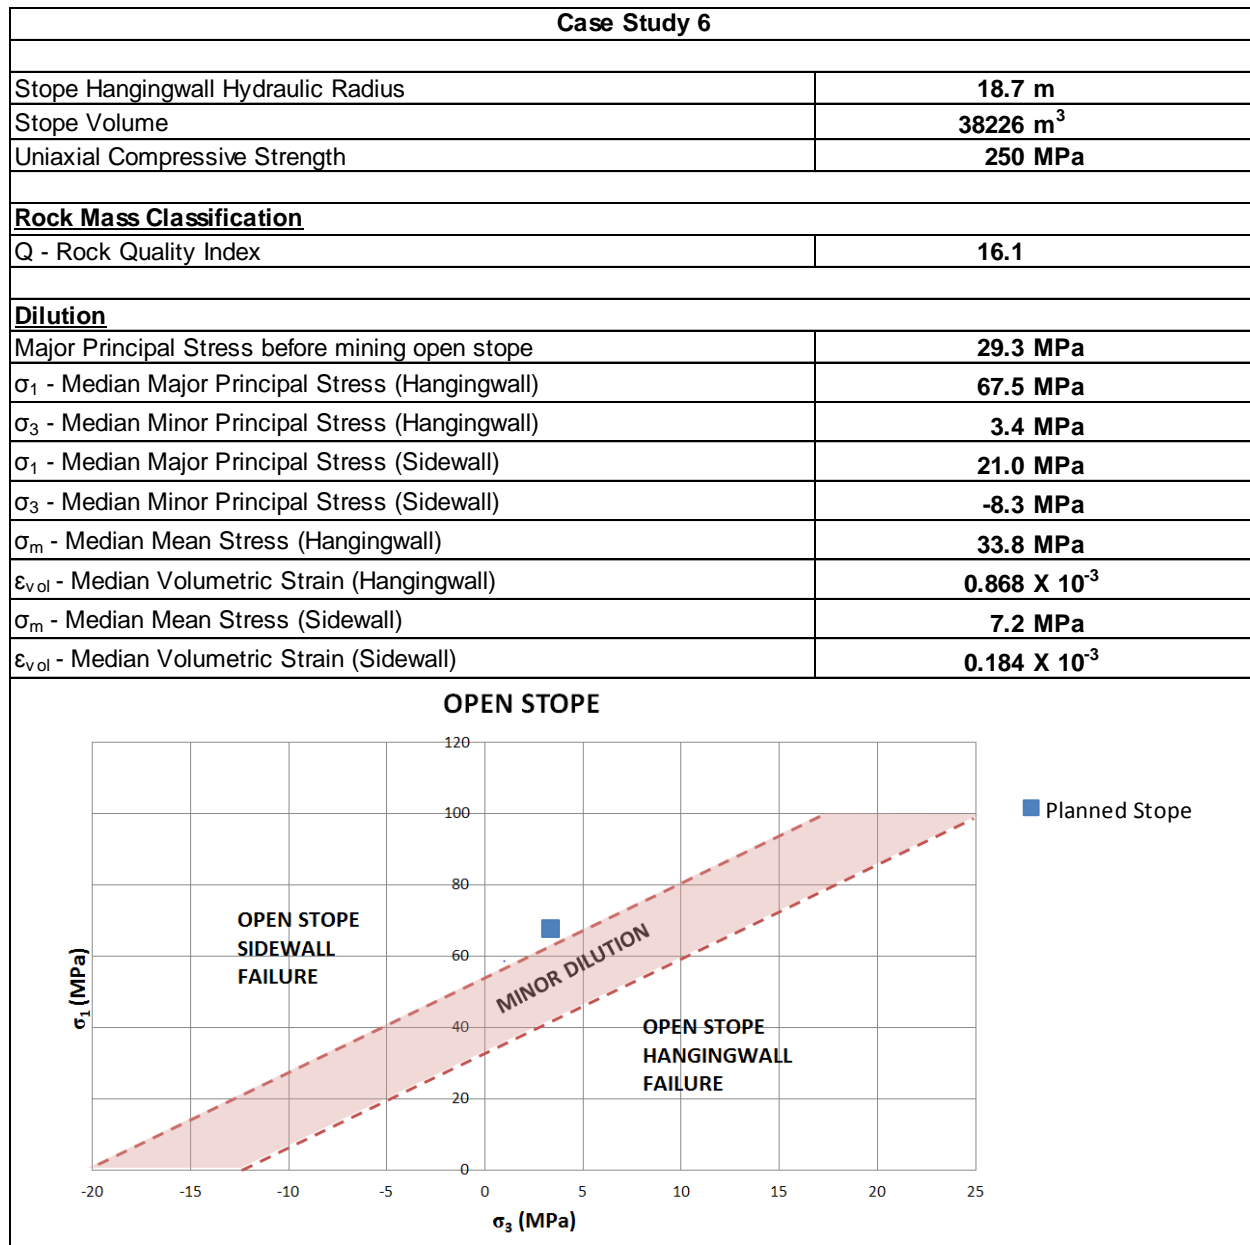 Case Study 6
Stope Hangingwall Hydraulic Radius 18.7 m
Stope Volume 38226 m³
Uniaxial Compressive Strength 250 MPa
Rock Mass Classification
Q - Rock Quality Index 16.1
Dilution
Major Principal Stress before mining open stope 29.3 MPa
σ₁ - Median Major Principal Stress (Hangingwall) 67.5 MPa
σ₃ - Median Minor Principal Stress (Hangingwall) 3.4 MPa
σ₁ - Median Major Principal Stress (Sidewall) 21.0 MPa
σ₃ - Median Minor Principal Stress (Sidewall) -8.3 MPa
σₘ - Median Mean Stress (Hangingwall) 33.8 MPa
εᵥₒₗ - Median Volumetric Strain (Hangingwall) 0.868 X 10⁻³
σₘ - Median Mean Stress (Sidewall) 7.2 MPa
εᵥₒₗ - Median Volumetric Strain (Sidewall) 0.184 X 10⁻³
OPEN STOPE
120
100
80
60
40
20
0
σ₁ (MPa)
OPEN STOPE
SIDEWALL
FAILURE
MINOR DILUTION
OPEN STOPE
HANGINGWALL
FAILURE
Planned Stope
-20 -15 -10 -5 0 5 10 15 20 25
σ₃ (MPa)